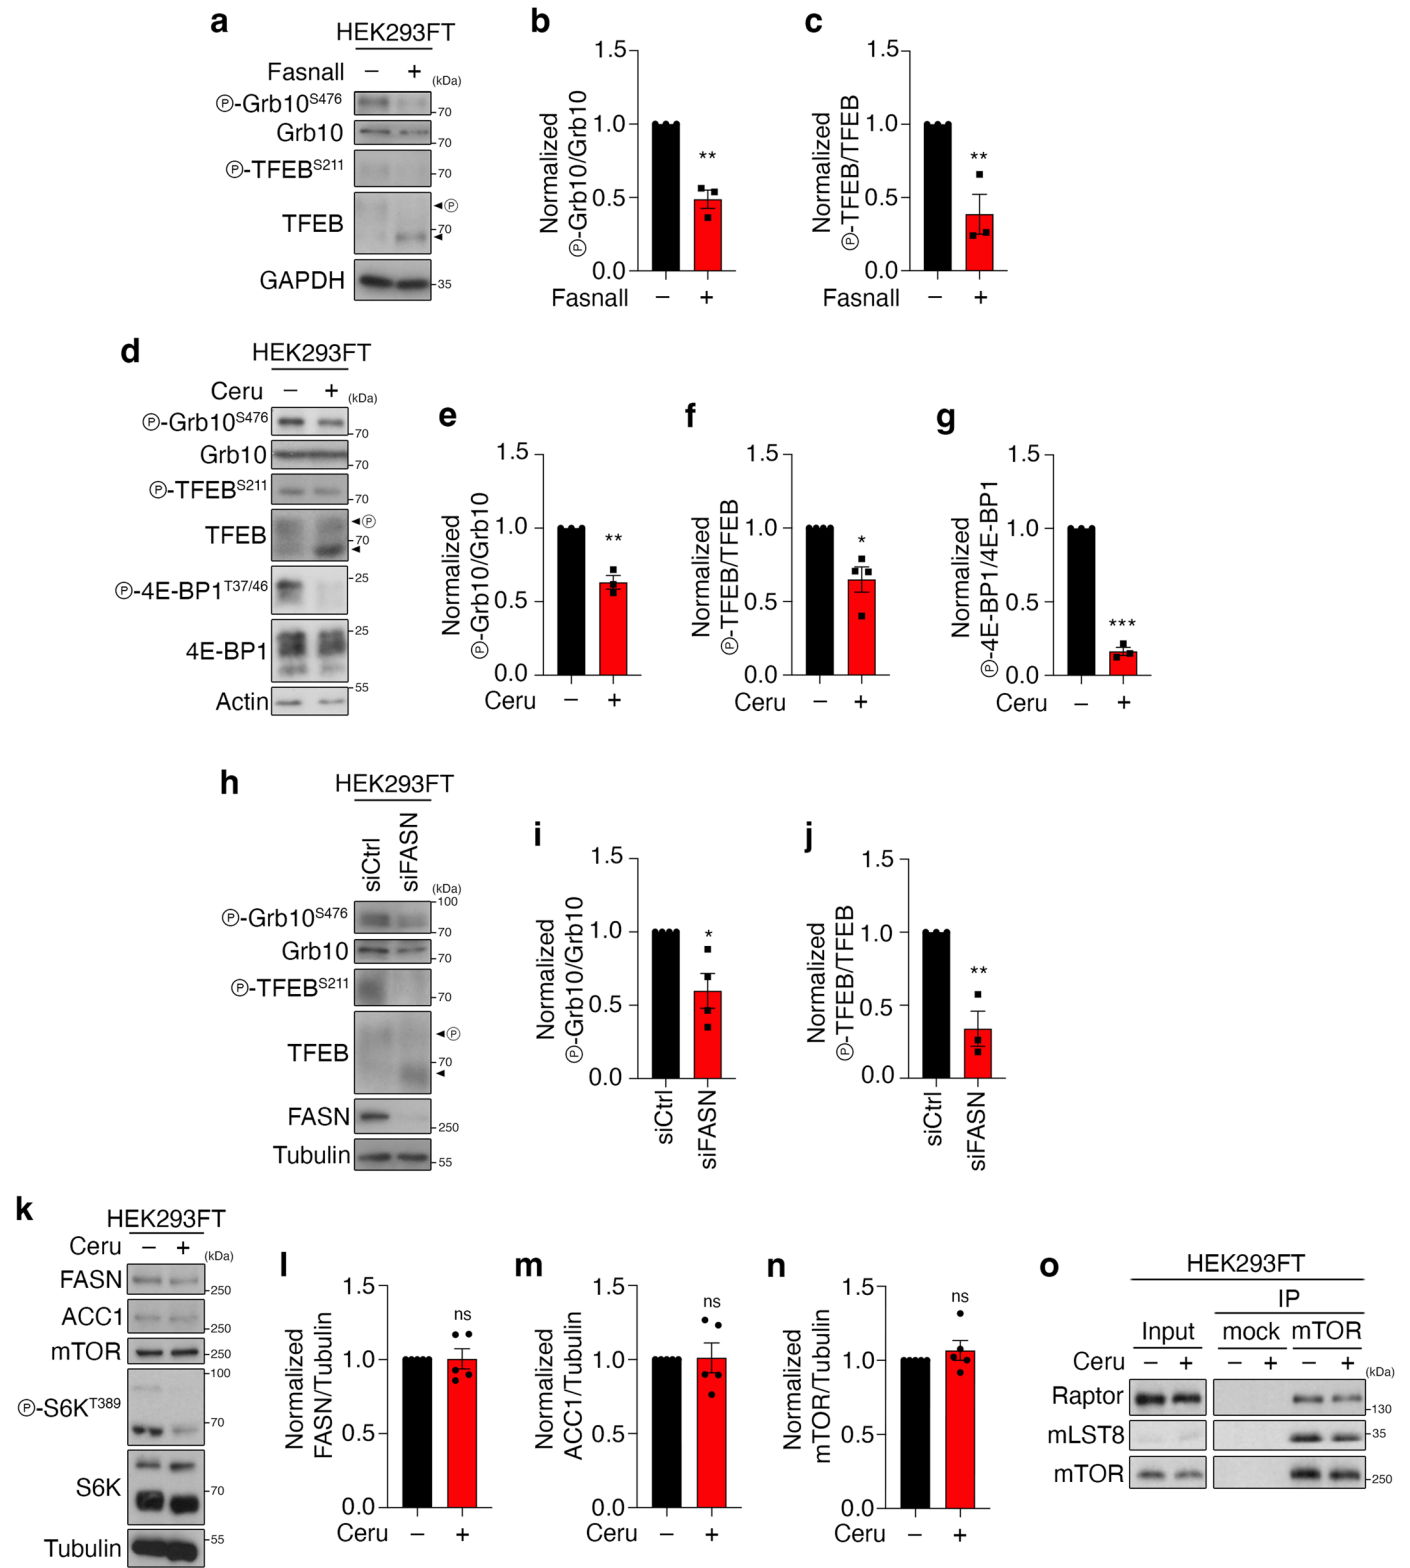 a
HEK293FT
Fasnall − +
(kDa)
Ⓟ-Grb10S476
70
Grb10
70
Ⓟ-TFEBS211
70
TFEB
Ⓟ
70
GAPDH
35
b
Normalized
Ⓟ-Grb10/Grb10
1.5
1.0
0.5
0.0
**
Fasnall − +
c
Normalized
Ⓟ-TFEB/TFEB
1.5
1.0
0.5
0.0
**
Fasnall − +
d
HEK293FT
Ceru − +
(kDa)
Ⓟ-Grb10S476
70
Grb10
70
Ⓟ-TFEBS211
70
TFEB
Ⓟ
70
Ⓟ-4E-BP1T37/46
25
4E-BP1
25
Actin
55
e
Normalized
Ⓟ-Grb10/Grb10
1.5
1.0
0.5
0.0
**
Ceru − +
f
Normalized
Ⓟ-TFEB/TFEB
1.5
1.0
0.5
0.0
*
Ceru − +
g
Normalized
Ⓟ-4E-BP1/4E-BP1
1.5
1.0
0.5
0.0
***
Ceru − +
h
HEK293FT
siCtrl
siFASN
(kDa)
100
Ⓟ-Grb10S476
70
Grb10
70
Ⓟ-TFEBS211
70
TFEB
Ⓟ
70
FASN
250
Tubulin
55
i
Normalized
Ⓟ-Grb10/Grb10
1.5
1.0
0.5
0.0
*
siCtrl
siFASN
j
Normalized
Ⓟ-TFEB/TFEB
1.5
1.0
0.5
0.0
**
siCtrl
siFASN
k
HEK293FT
Ceru − +
(kDa)
FASN
250
ACC1
250
mTOR
250
100
Ⓟ-S6KT389
70
S6K
70
55
Tubulin
l
Normalized
FASN/Tubulin
1.5
1.0
0.5
0.0
ns
Ceru − +
m
Normalized
ACC1/Tubulin
1.5
1.0
0.5
0.0
ns
Ceru − +
n
Normalized
mTOR/Tubulin
1.5
1.0
0.5
0.0
ns
Ceru − +
o
HEK293FT
IP
Input mock mTOR
Ceru − + − + − +
(kDa)
Raptor
130
mLST8
35
mTOR
250